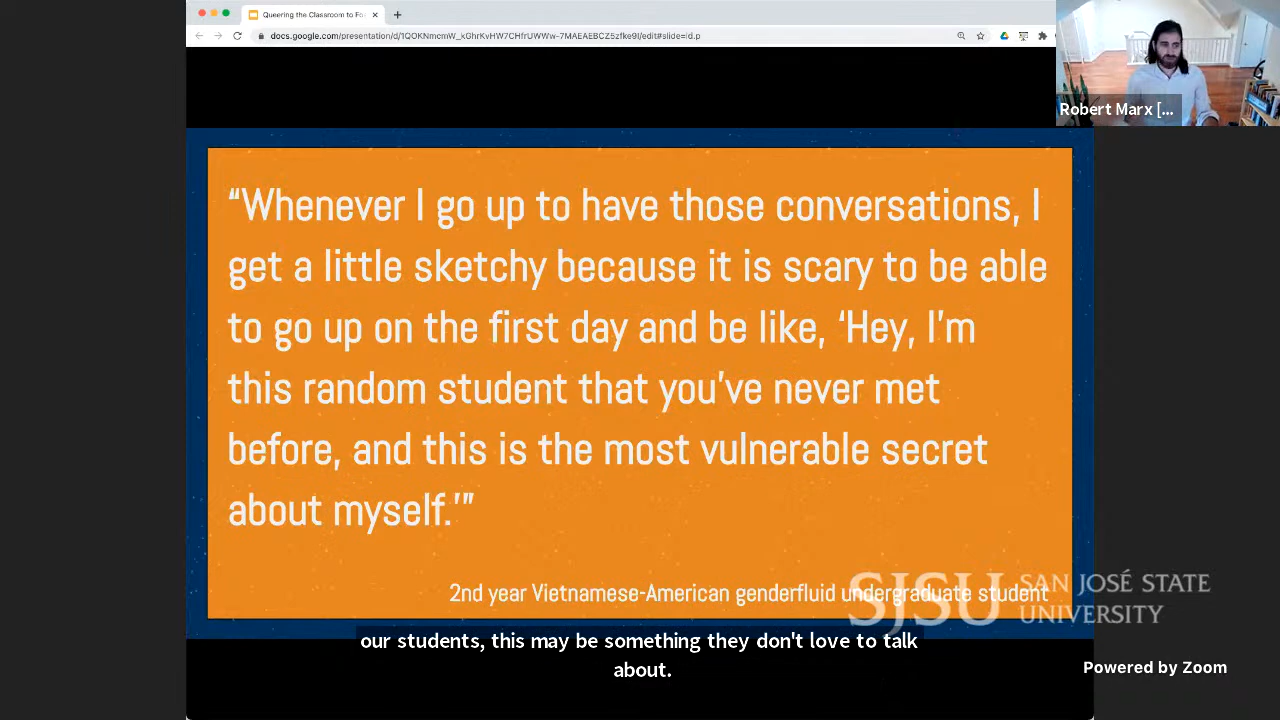 Queering the Classroom to Fo
docs.google.com/presentation/d/1QOKNmcmW_xGhrKvHW7CHfrUWWw-7MAEAEBCZ5zfke9I/edit#slide=id.p
Robert Marx [...
“Whenever I go up to have those conversations, I
get a little sketchy because it is scary to be able
to go up on the first day and be like, ‘Hey, I’m
this random student that you’ve never met
before, and this is the most vulnerable secret
about myself.’”
2nd year Vietnamese-American genderfluid undergraduate student
SJSU SAN JOSÉ STATE
UNIVERSITY
our students, this may be something they don't love to talk
about.
Powered by Zoom